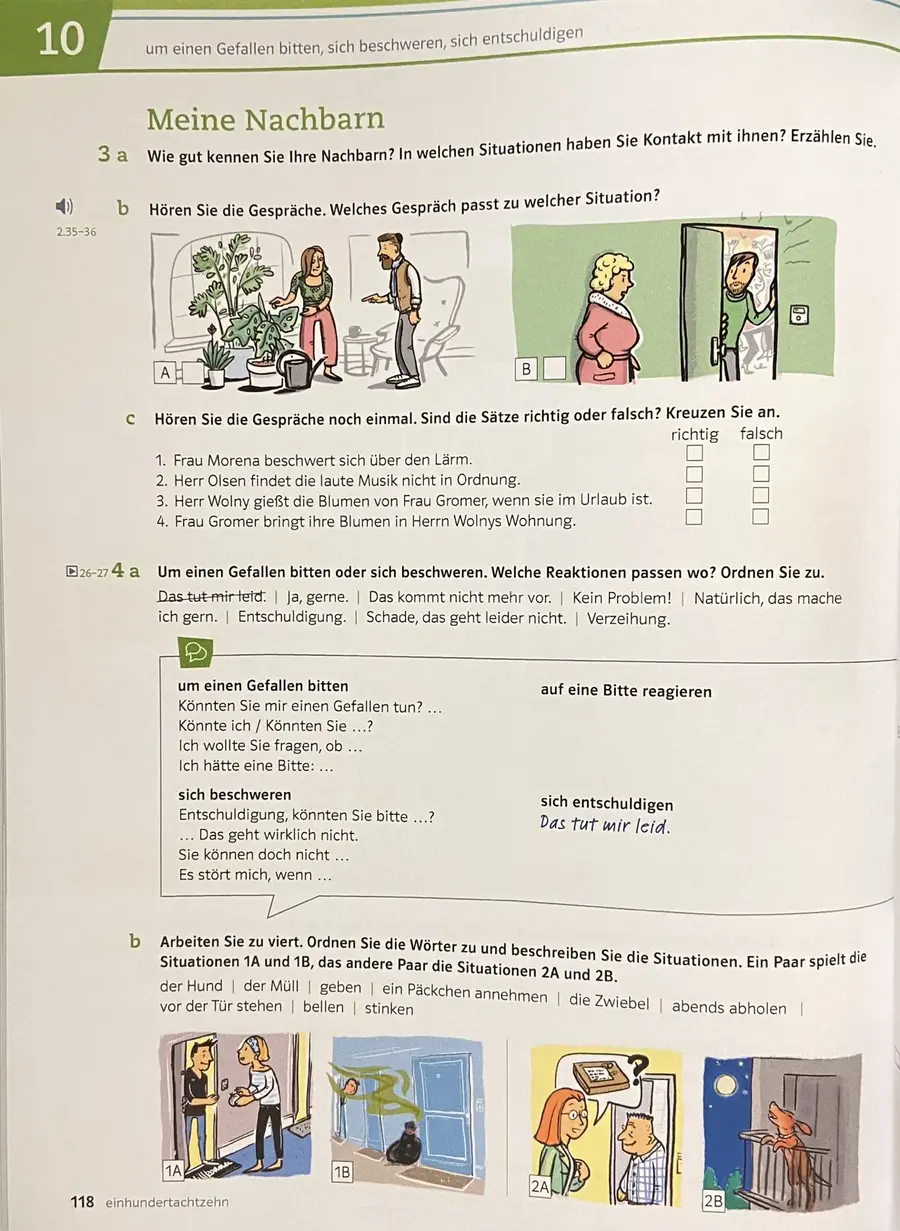 10
um einen Gefallen bitten, sich beschweren, sich entschuldigen
Meine Nachbarn
3 a Wie gut kennen Sie Ihre Nachbarn? In welchen Situationen haben Sie Kontakt mit ihnen? Erzählen Sie.
b Hören Sie die Gespräche. Welches Gespräch passt zu welcher Situation?
2.35–36
A
B
c Hören Sie die Gespräche noch einmal. Sind die Sätze richtig oder falsch? Kreuzen Sie an.
richtig falsch
1. Frau Morena beschwert sich über den Lärm.
2. Herr Olsen findet die laute Musik nicht in Ordnung.
3. Herr Wolny gießt die Blumen von Frau Gromer, wenn sie im Urlaub ist.
4. Frau Gromer bringt ihre Blumen in Herrn Wolnys Wohnung.
26–27 4 a Um einen Gefallen bitten oder sich beschweren. Welche Reaktionen passen wo? Ordnen Sie zu.
Das tut mir leid. | Ja, gerne. | Das kommt nicht mehr vor. | Kein Problem! | Natürlich, das mache
ich gern. | Entschuldigung. | Schade, das geht leider nicht. | Verzeihung.
um einen Gefallen bitten
Könnten Sie mir einen Gefallen tun? ...
Könnte ich / Könnten Sie ...?
Ich wollte Sie fragen, ob ...
Ich hätte eine Bitte: ...
auf eine Bitte reagieren
sich beschweren
Entschuldigung, könnten Sie bitte ...?
... Das geht wirklich nicht.
Sie können doch nicht ...
Es stört mich, wenn ...
sich entschuldigen
Das tut mir leid.
b Arbeiten Sie zu viert. Ordnen Sie die Wörter zu und beschreiben Sie die Situationen. Ein Paar spielt die
Situationen 1A und 1B, das andere Paar die Situationen 2A und 2B.
der Hund | der Müll | geben | ein Päckchen annehmen | die Zwiebel | abends abholen |
vor der Tür stehen | bellen | stinken
?
1A
1B
2A
2B
118 einhundertachtzehn